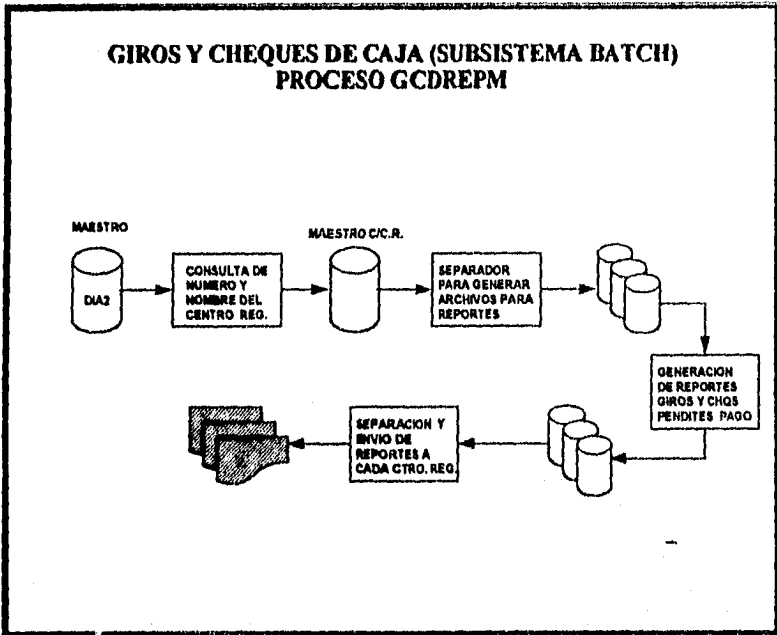 GIROS Y CHEQUES DE CAJA (SUBSISTEMA BATCH)
PROCESO GCDREPM
MAESTRO
DIA2
CONSULTA DE
NUMERO Y
NOMBRE DEL
CENTRO REG.
MAESTRO C/C.R.
SEPARADOR
PARA GENERAR
ARCHIVOS PARA
REPORTES
GENERACION
DE REPORTES
GIROS Y CHQS
PENDITES PAGO
SEPARACION Y
ENVIO DE
REPORTES A
CADA CTRO. REG.